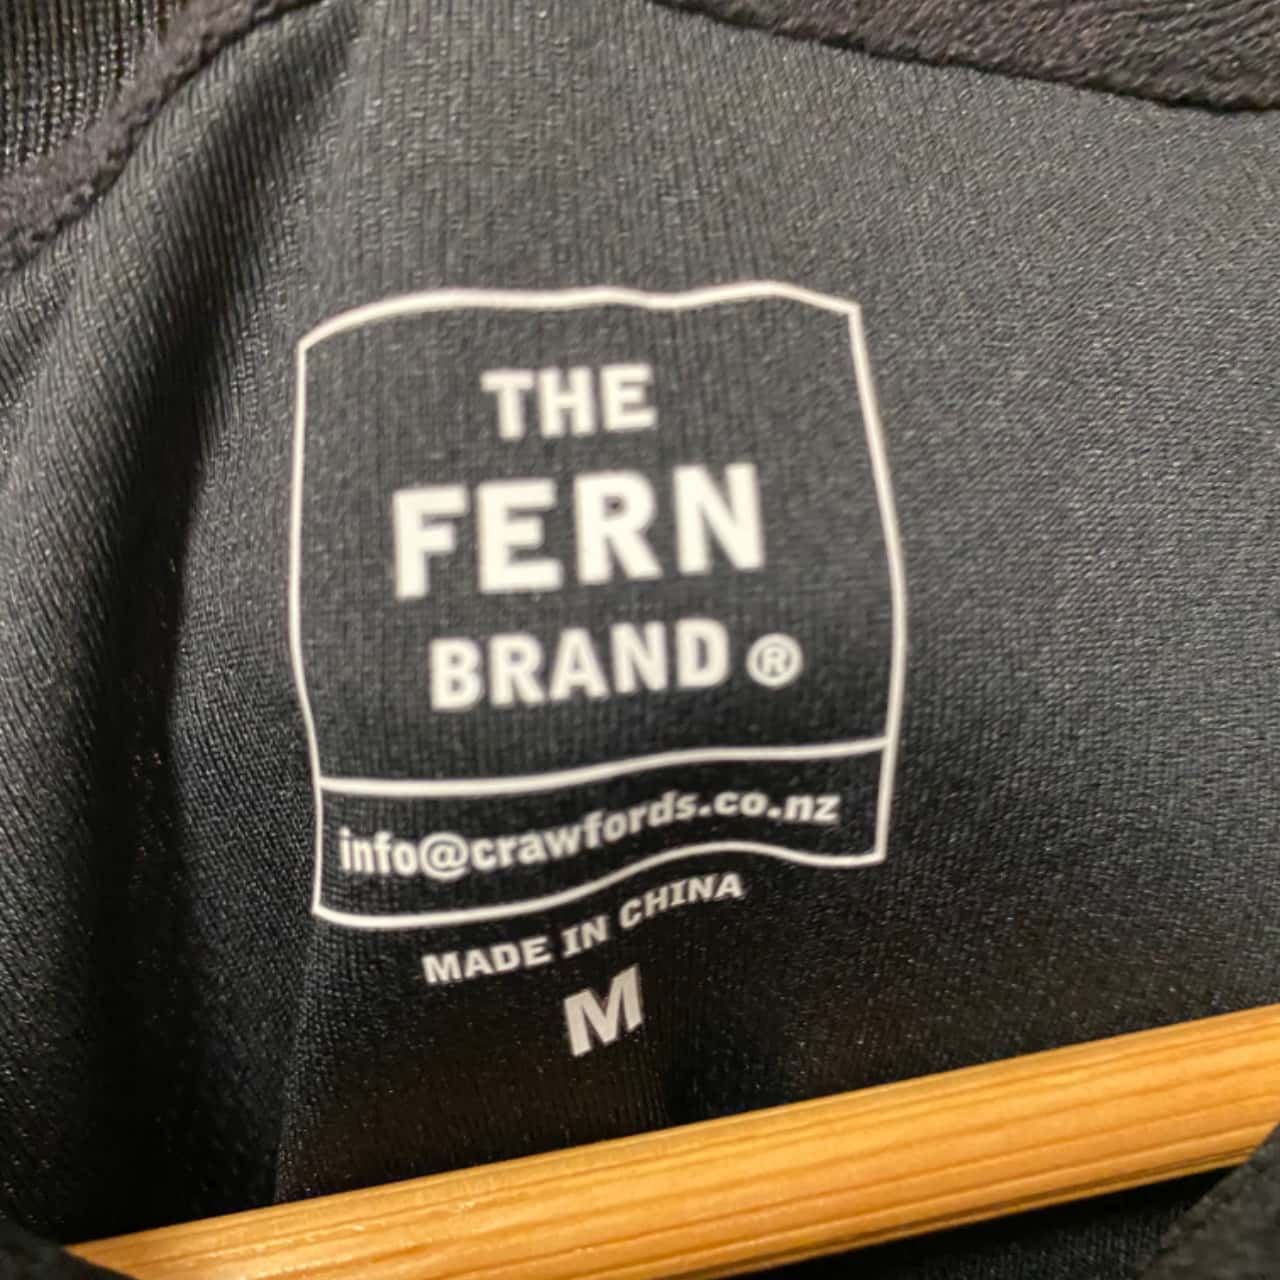 THE
FERN
BRAND ®
info@crawfords.co.nz
MADE IN CHINA
M